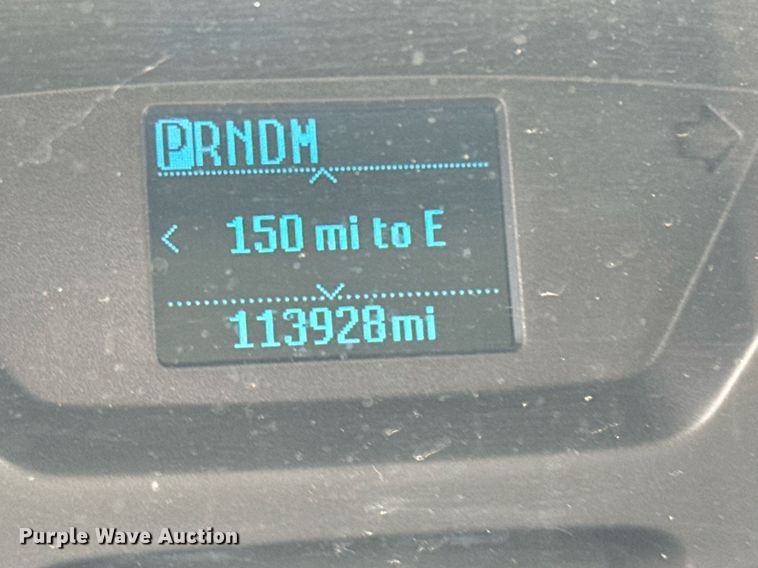 PRNDM
150 mi to E
113928mi
Purple Wave Auction